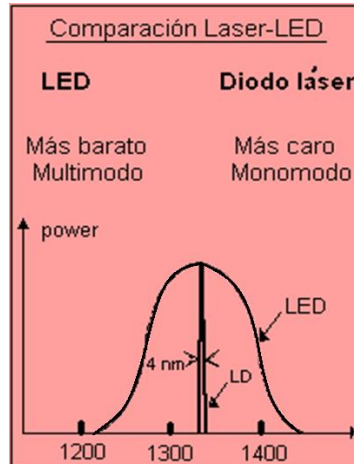 Comparación Laser-LED
LED Diodo láser
Más barato Más caro
Multimodo Monomodo
power
LED
4 nm
LD
1200 1300 1400